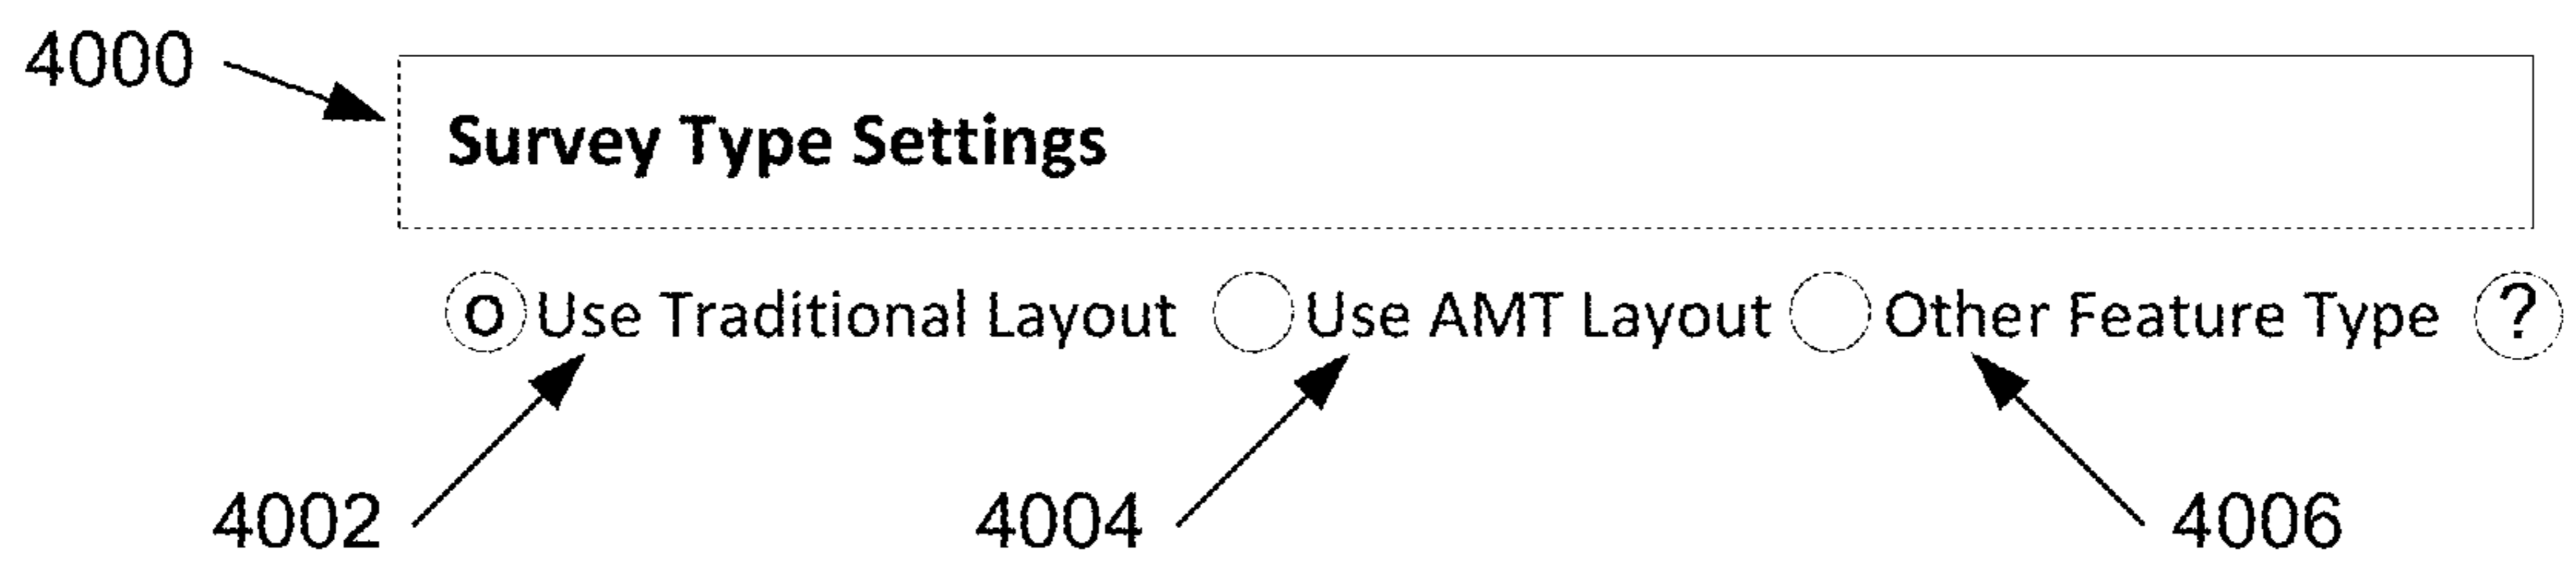 4000
Survey Type Settings
O Use Traditional Layout Use AMT Layout Other Feature Type ?
4002 4004 4006